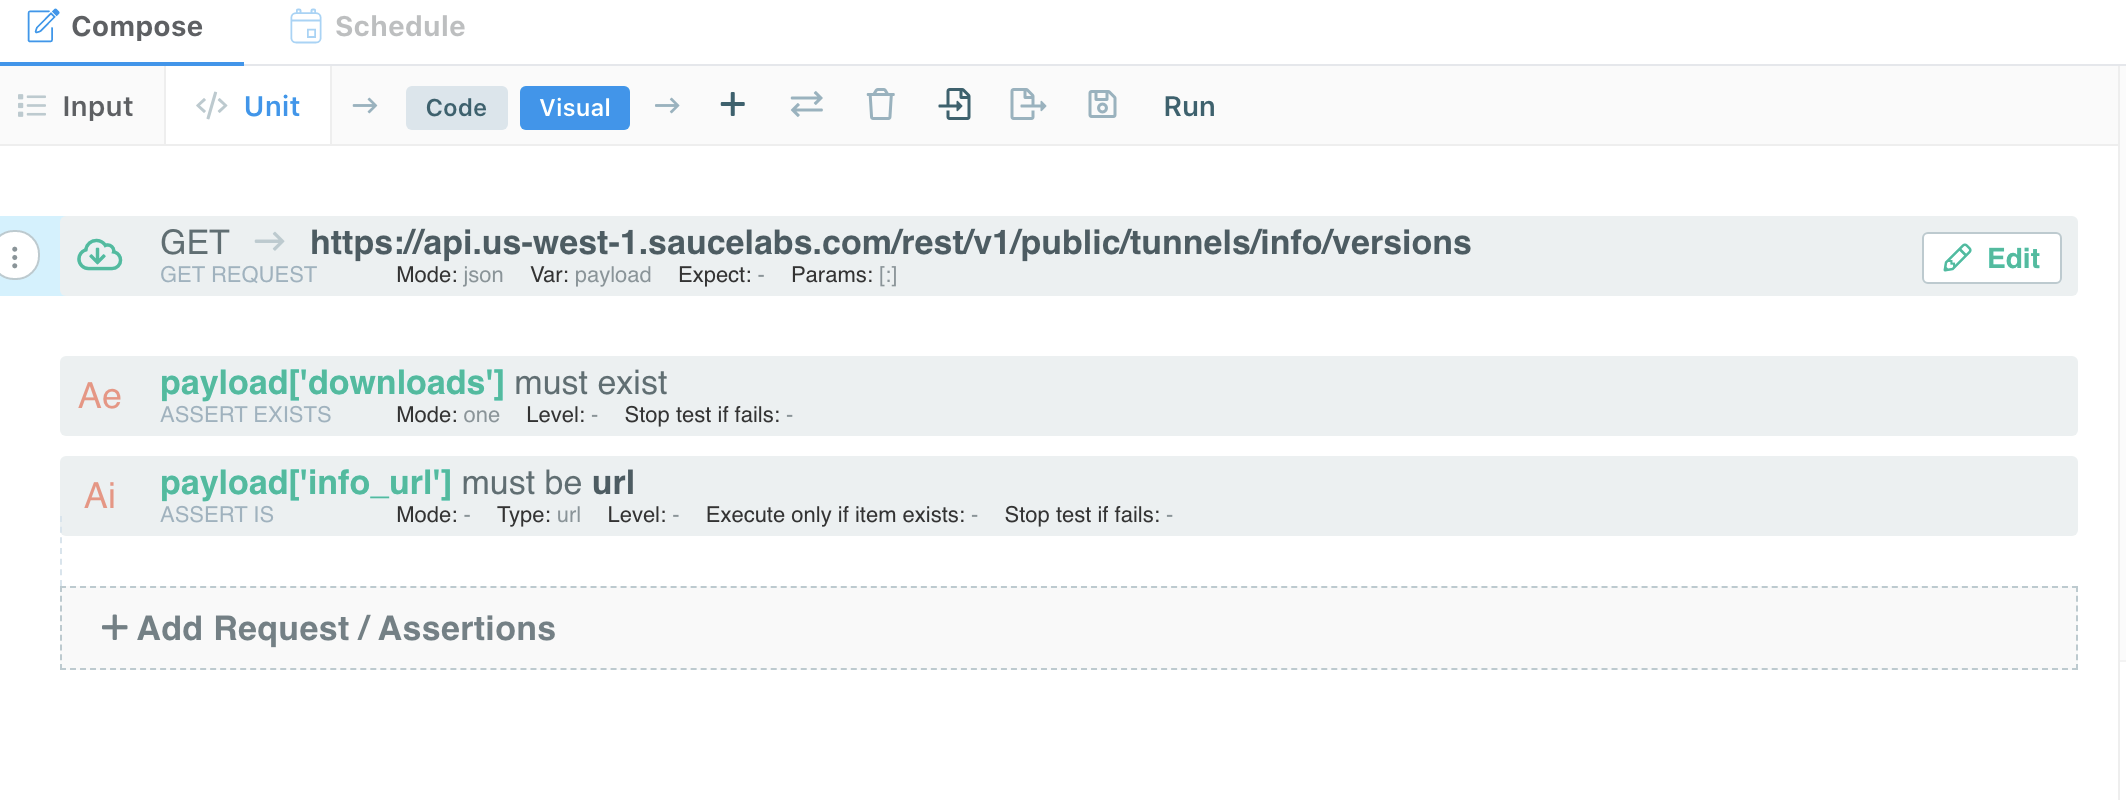 Compose Schedule
Input </> Unit → Code Visual → + Run
GET → https://api.us-west-1.saucelabs.com/rest/v1/public/tunnels/info/versions
GET REQUEST Mode: json Var: payload Expect: - Params: [:]
Edit
Ae payload['downloads'] must exist
ASSERT EXISTS Mode: one Level: - Stop test if fails: -
Ai payload['info_url'] must be url
ASSERT IS Mode: - Type: url Level: - Execute only if item exists: - Stop test if fails: -
+ Add Request / Assertions